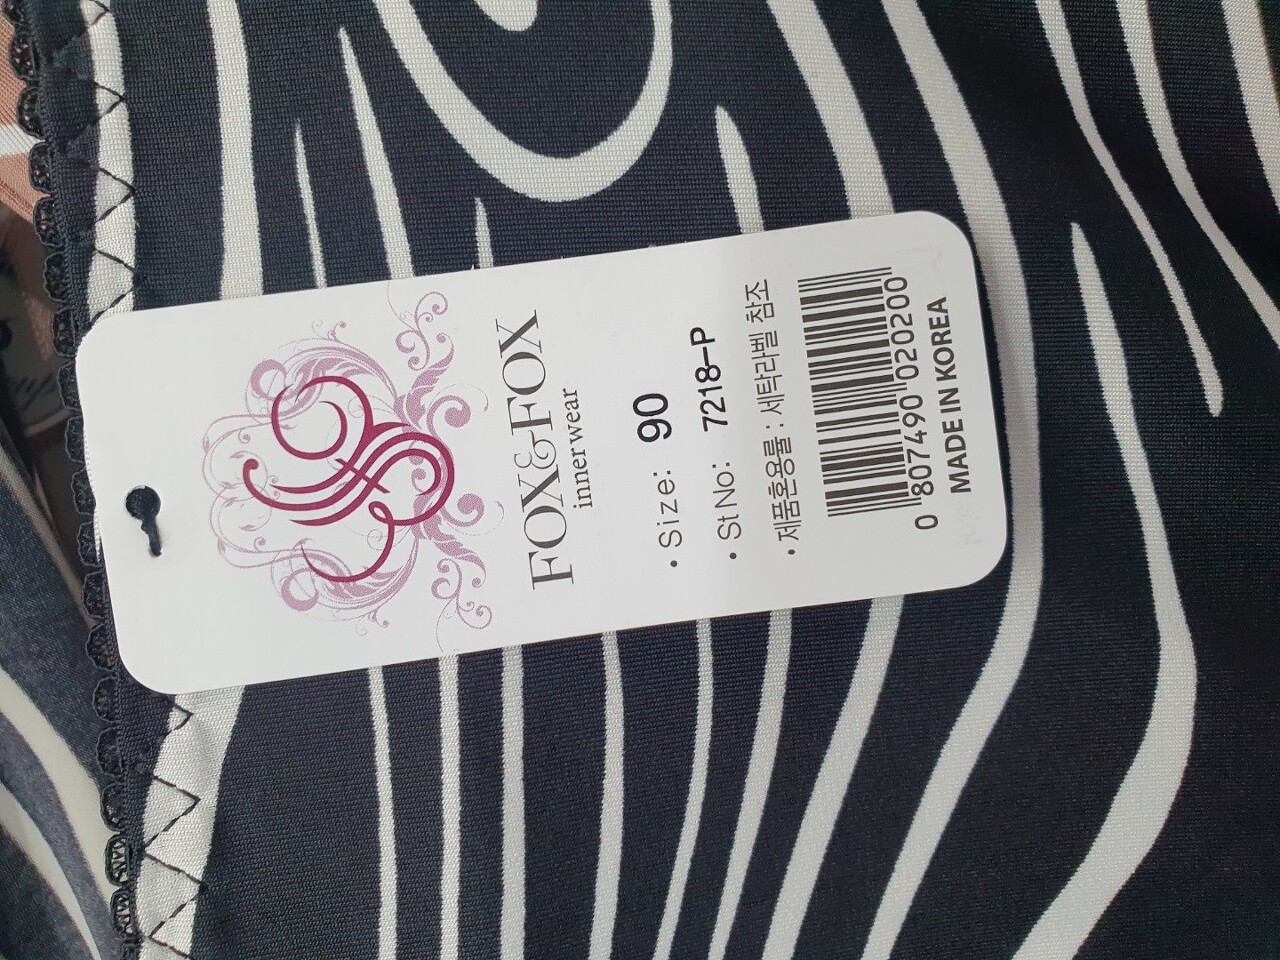 FOX&FOX
innerwear
· Size: 90
· St No: 7218-P
· 제품혼용률 : 세탁라벨 참조
0 807490 020200
MADE IN KOREA